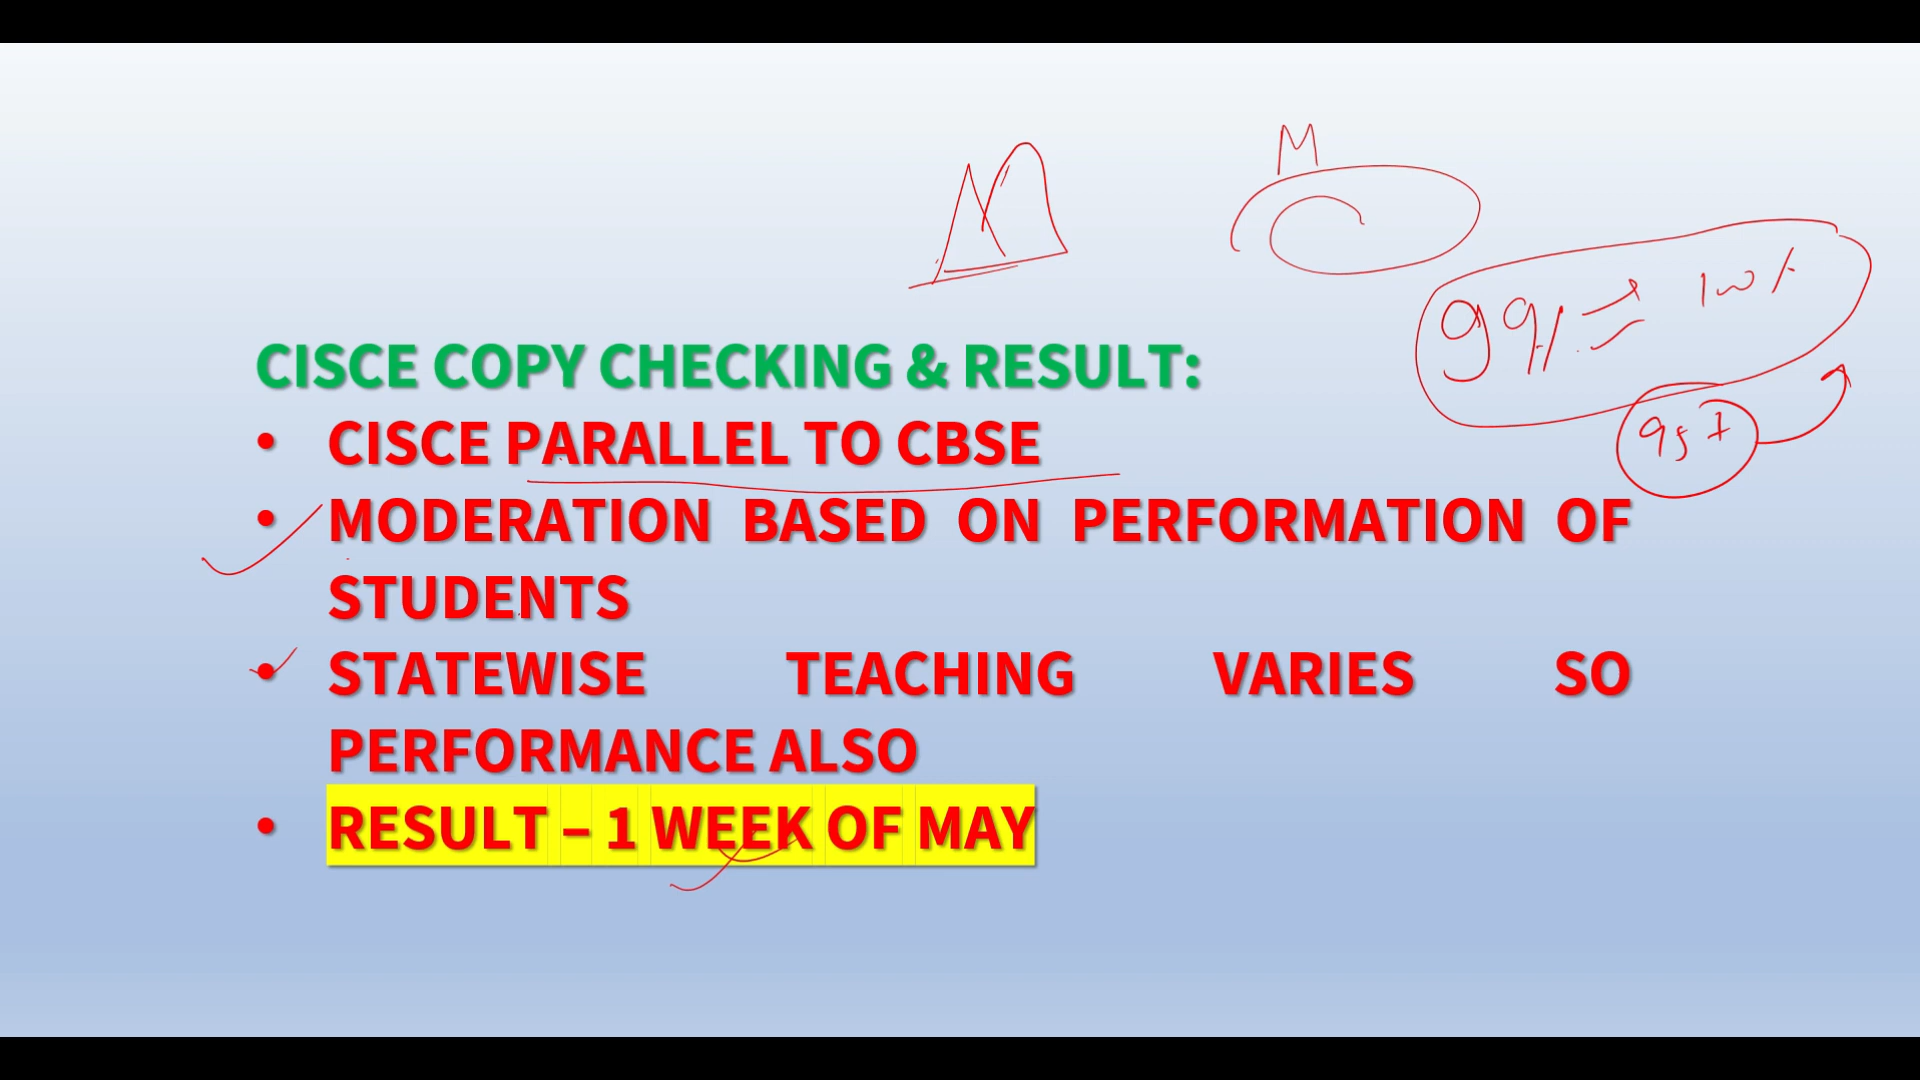 M
99% ⇒ 100%
CISCE COPY CHECKING & RESULT:
95+
• CISCE PARALLEL TO CBSE
• MODERATION BASED ON PERFORMATION OF
STUDENTS
• STATEWISE TEACHING VARIES SO
PERFORMANCE ALSO
• RESULT – 1 WEEK OF MAY